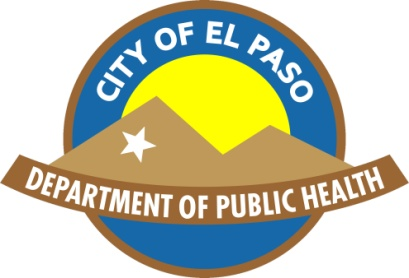 CITY OF EL PASO
DEPARTMENT OF PUBLIC HEALTH